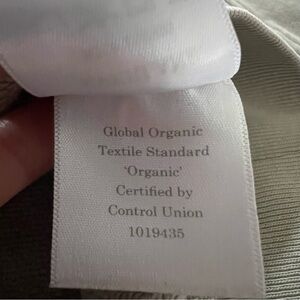 Global Organic
Textile Standard
‘Organic’
Certified by
Control Union
1019435